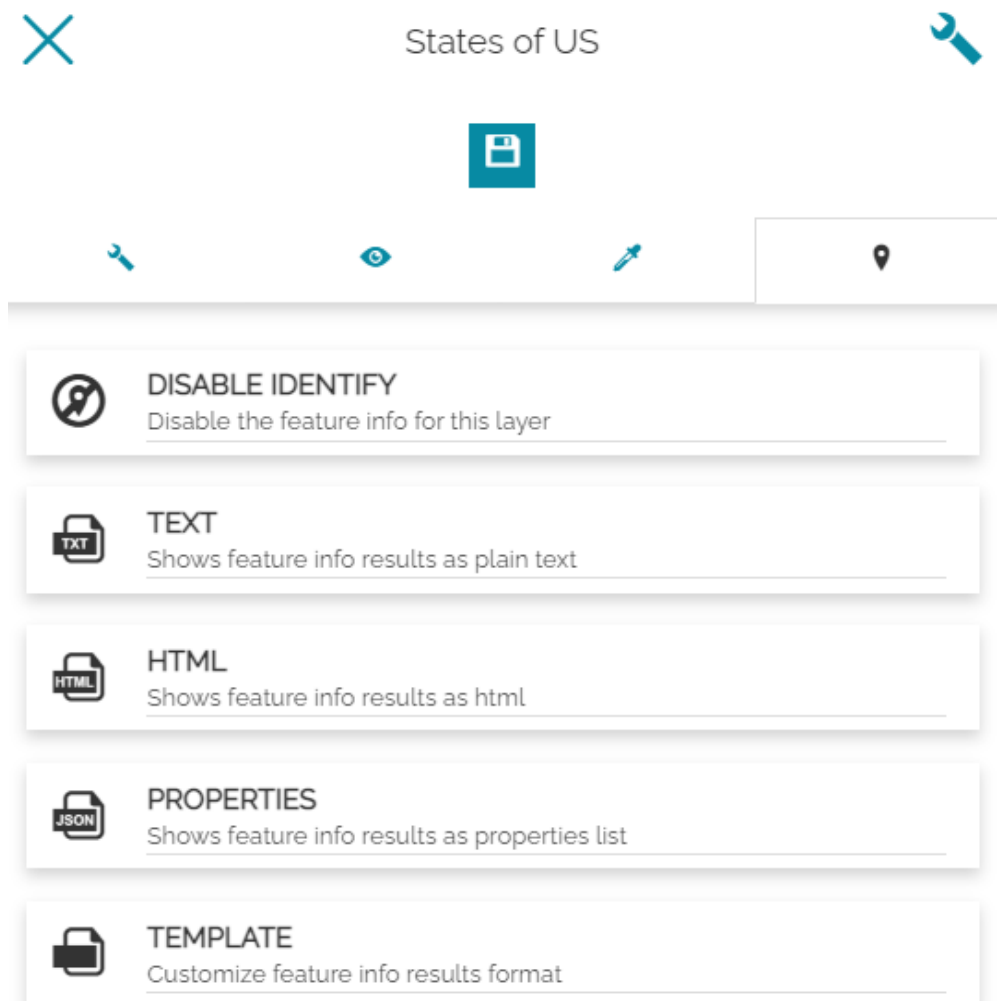 States of US
DISABLE IDENTIFY
Disable the feature info for this layer
TXT
TEXT
Shows feature info results as plain text
HTML
HTML
Shows feature info results as html
JSON
PROPERTIES
Shows feature info results as properties list
TEMPLATE
Customize feature info results format